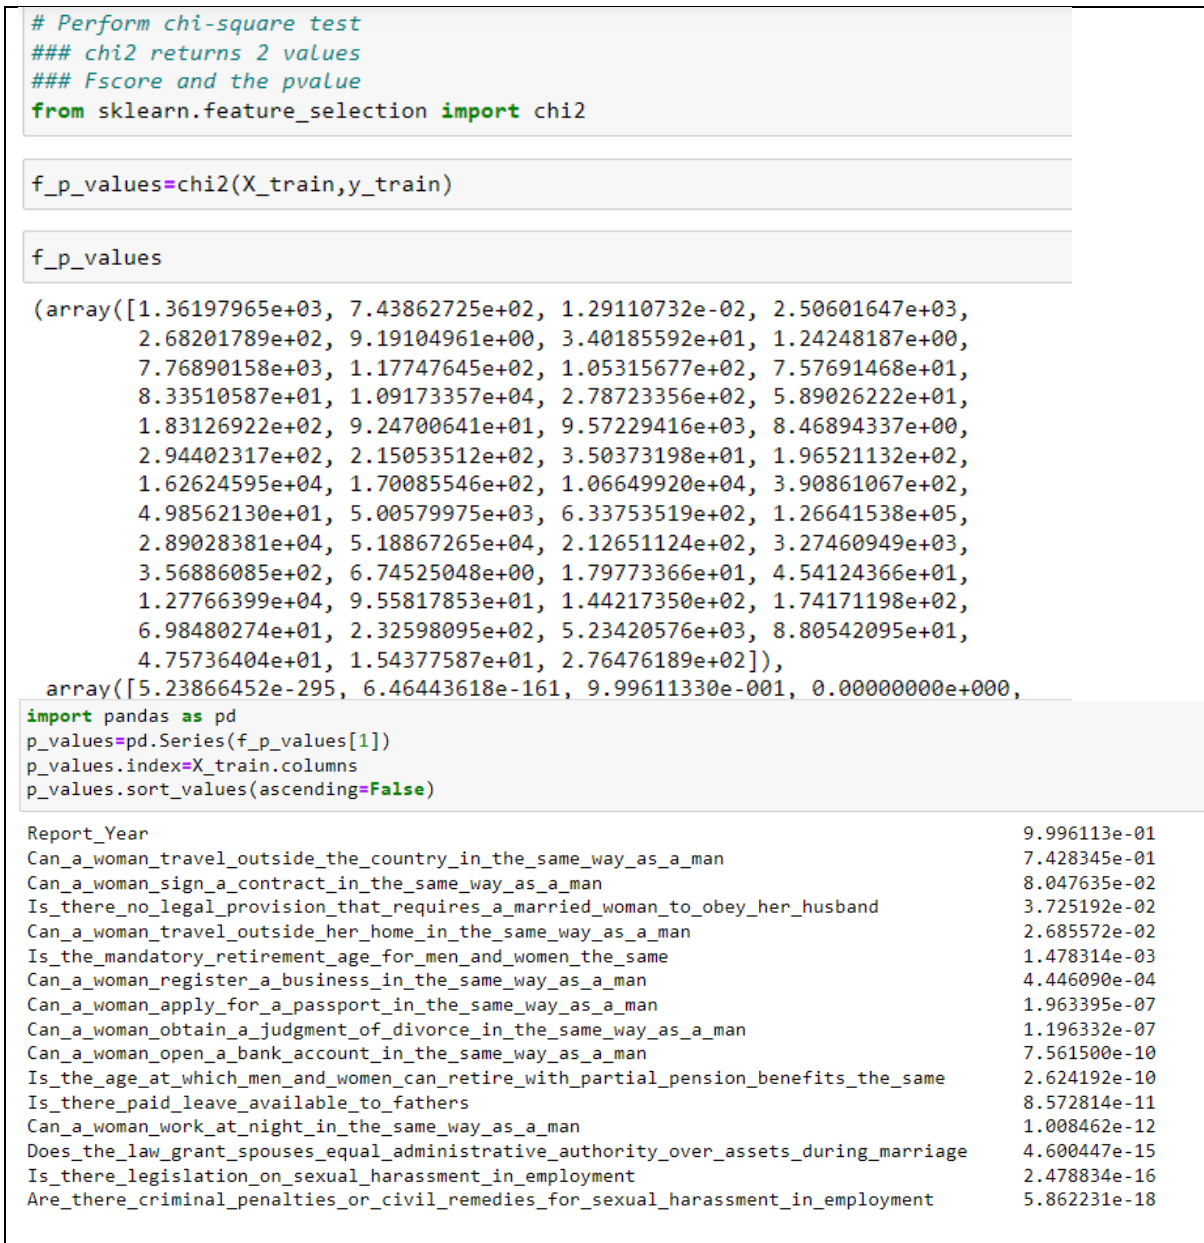 # Perform chi-square test
### chi2 returns 2 values
### Fscore and the pvalue
from sklearn.feature_selection import chi2
f_p_values=chi2(X_train,y_train)
f_p_values
(array([1.36197965e+03, 7.43862725e+02, 1.29110732e-02, 2.50601647e+03,
2.68201789e+02, 9.19104961e+00, 3.40185592e+01, 1.24248187e+00,
7.76890158e+03, 1.17747645e+02, 1.05315677e+02, 7.57691468e+01,
8.33510587e+01, 1.09173357e+04, 2.78723356e+02, 5.89026222e+01,
1.83126922e+02, 9.24700641e+01, 9.57229416e+03, 8.46894337e+00,
2.94402317e+02, 2.15053512e+02, 3.50373198e+01, 1.96521132e+02,
1.62624595e+04, 1.70085546e+02, 1.06649920e+04, 3.90861067e+02,
4.98562130e+01, 5.00579975e+03, 6.33753519e+02, 1.26641538e+05,
2.89028381e+04, 5.18867265e+04, 2.12651124e+02, 3.27460949e+03,
3.56886085e+02, 6.74525048e+00, 1.79773366e+01, 4.54124366e+01,
1.27766399e+04, 9.55817853e+01, 1.44217350e+02, 1.74171198e+02,
6.98480274e+01, 2.32598095e+02, 5.23420576e+03, 8.80542095e+01,
4.75736404e+01, 1.54377587e+01, 2.76476189e+02]),
array([5.23866452e-295, 6.46443618e-161, 9.99611330e-001, 0.00000000e+000,
import pandas as pd
p_values=pd.Series(f_p_values[1])
p_values.index=X_train.columns
p_values.sort_values(ascending=False)
Report_Year 9.996113e-01
Can_a_woman_travel_outside_the_country_in_the_same_way_as_a_man 7.428345e-01
Can_a_woman_sign_a_contract_in_the_same_way_as_a_man 8.047635e-02
Is_there_no_legal_provision_that_requires_a_married_woman_to_obey_her_husband 3.725192e-02
Can_a_woman_travel_outside_her_home_in_the_same_way_as_a_man 2.685572e-02
Is_the_mandatory_retirement_age_for_men_and_women_the_same 1.478314e-03
Can_a_woman_register_a_business_in_the_same_way_as_a_man 4.446090e-04
Can_a_woman_apply_for_a_passport_in_the_same_way_as_a_man 1.963395e-07
Can_a_woman_obtain_a_judgment_of_divorce_in_the_same_way_as_a_man 1.196332e-07
Can_a_woman_open_a_bank_account_in_the_same_way_as_a_man 7.561500e-10
Is_the_age_at_which_men_and_women_can_retire_with_partial_pension_benefits_the_same 2.624192e-10
Is_there_paid_leave_available_to_fathers 8.572814e-11
Can_a_woman_work_at_night_in_the_same_way_as_a_man 1.008462e-12
Does_the_law_grant_spouses_equal_administrative_authority_over_assets_during_marriage 4.600447e-15
Is_there_legislation_on_sexual_harassment_in_employment 2.478834e-16
Are_there_criminal_penalties_or_civil_remedies_for_sexual_harassment_in_employment 5.862231e-18